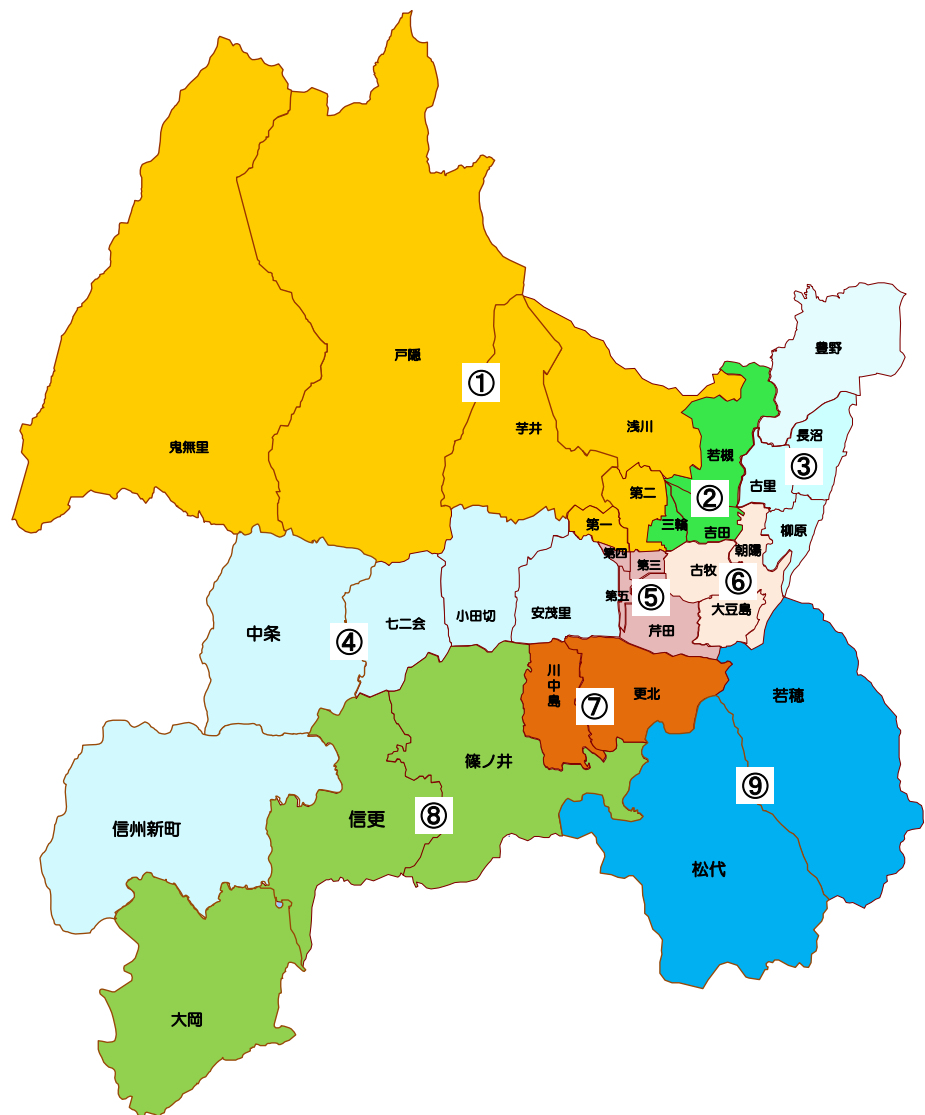 豊野
戸隠
①
芋井
浅川
長沼
鬼無里
若槻
③
古里
第二
②
第一
三輪
吉田
柳原
第四
第三
朝陽
古牧
⑥
第五
⑤
大豆島
小田切
安茂里
七二会
中条
④
芹田
川中島
更北
若穂
⑦
篠ノ井
⑨
信更
⑧
信州新町
松代
大岡